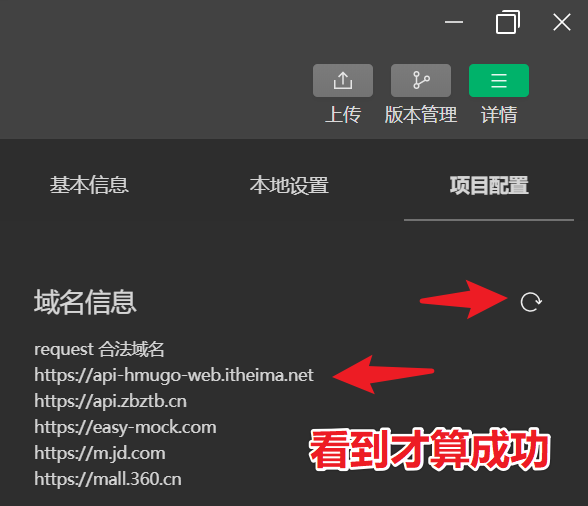 上传 版本管理 详情
基本信息 本地设置 项目配置
域名信息
request 合法域名
https://api-hmugo-web.itheima.net
https://api.zbztb.cn
https://easy-mock.com
https://m.jd.com
https://mall.360.cn
看到才算成功